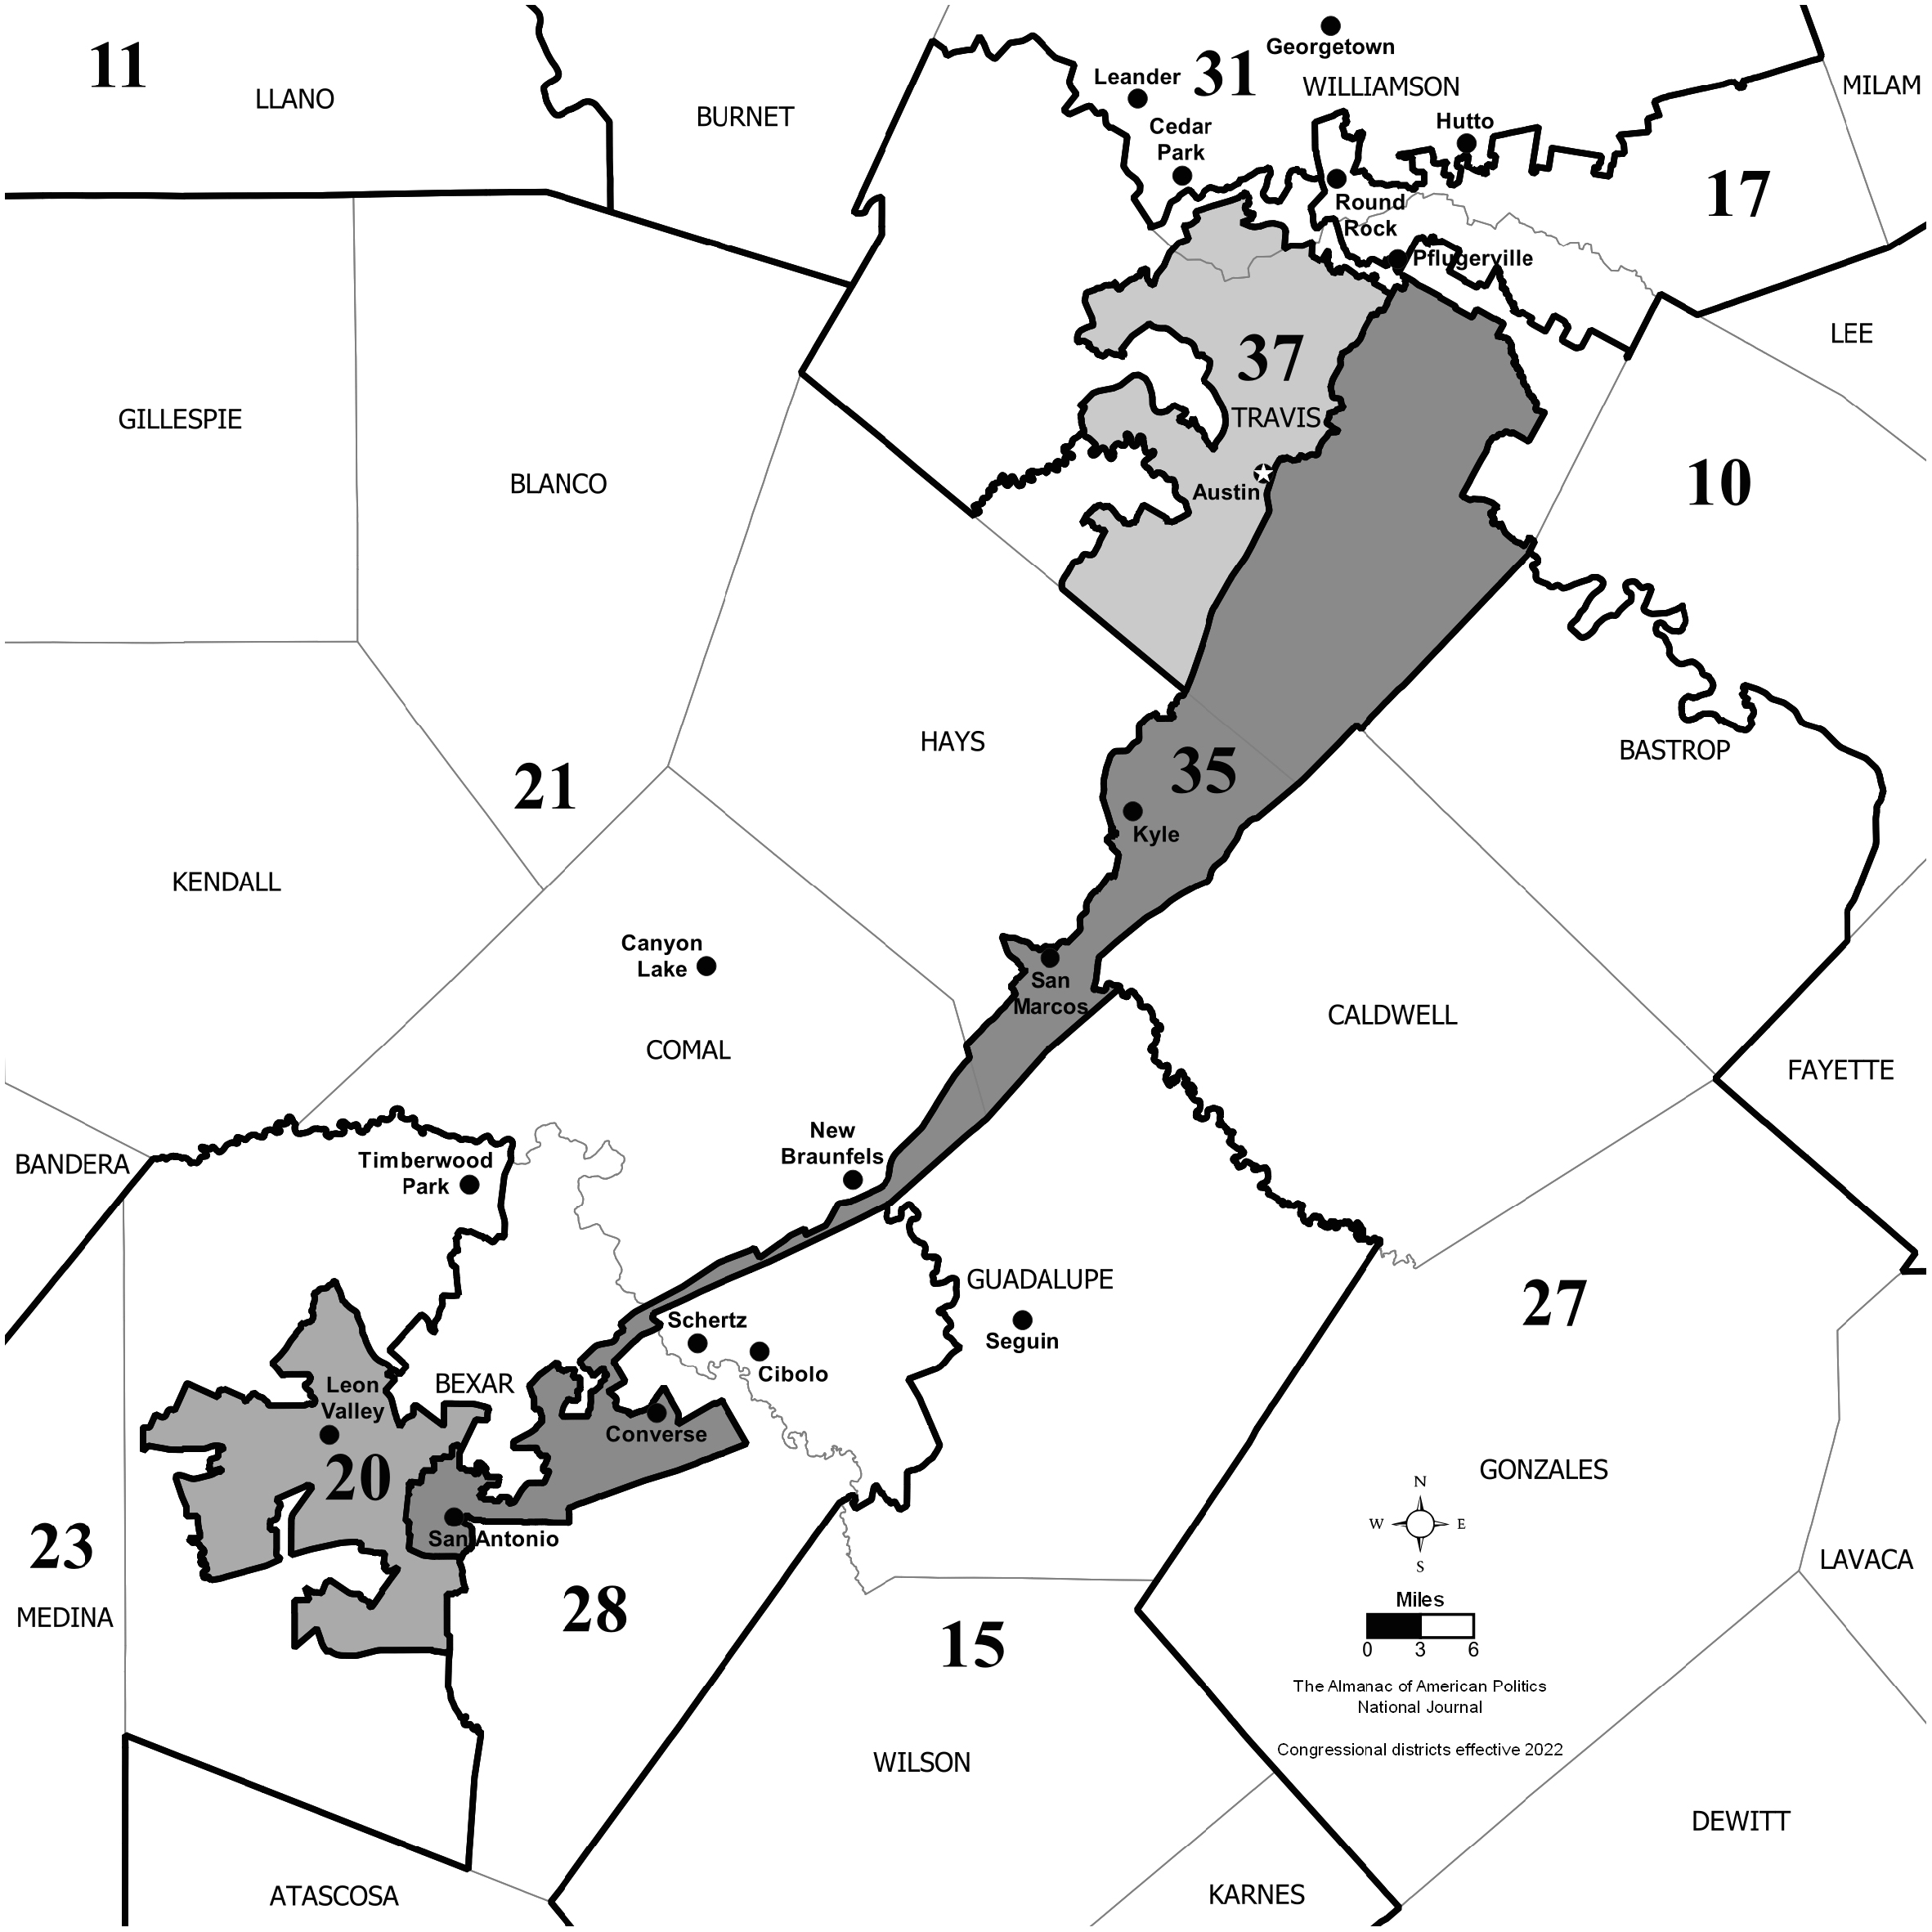 11
LLANO
BURNET
Georgetown
31
Leander
WILLIAMSON
MILAM
Cedar
Park
Hutto
17
Round
Rock
Pflugerville
LEE
37
TRAVIS
GILLESPIE
BLANCO
10
Austin
HAYS
35
BASTROP
21
Kyle
KENDALL
Canyon
Lake
San
Marcos
CALDWELL
COMAL
FAYETTE
New
Braunfels
BANDERA
Timberwood
Park
GUADALUPE
27
Schertz
Seguin
Cibolo
BEXAR
Leon
Valley
Converse
20
GONZALES
San Antonio
23
N
W
E
S
LAVACA
MEDINA
28
15
Miles
0
3
6
The Almanac of American Politics
National Journal
Congressional districts effective 2022
WILSON
DEWITT
ATASCOSA
KARNES